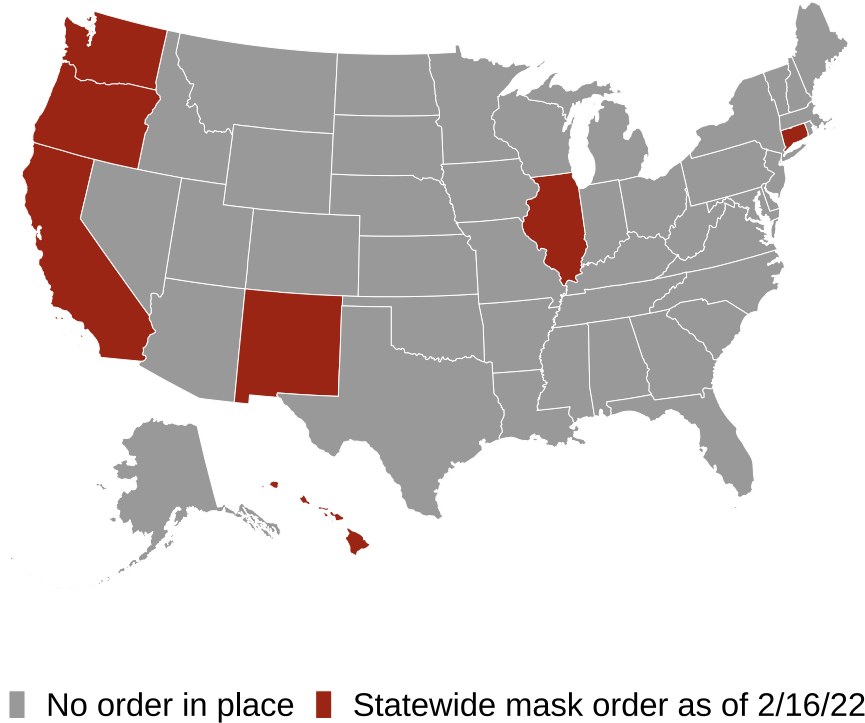 No order in place Statewide mask order as of 2/16/22